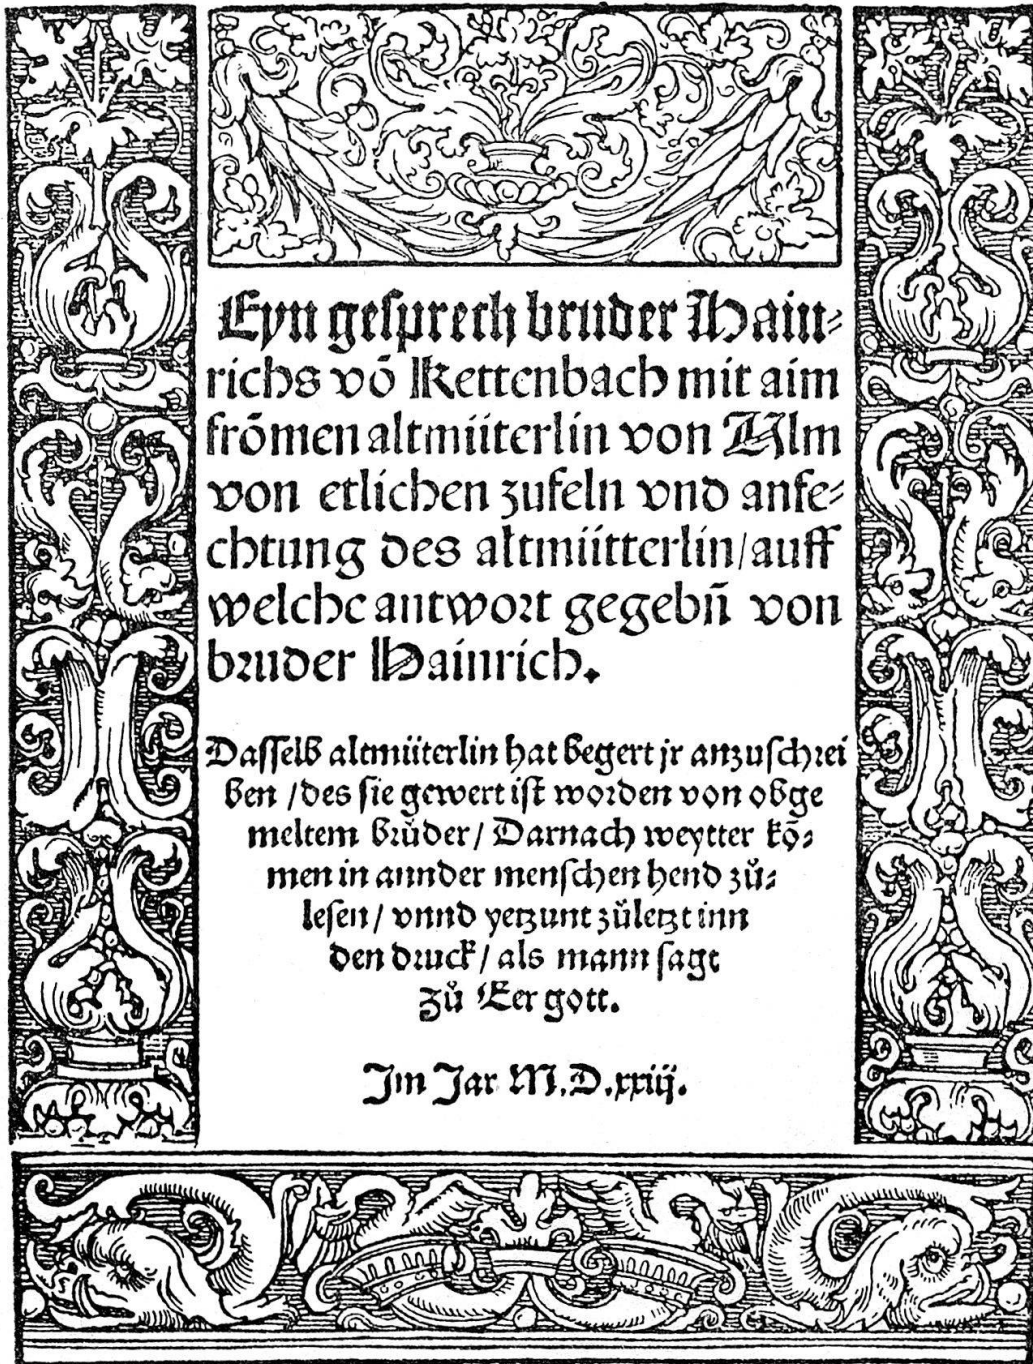 Eyn gesprech bruder Hain⸗
richs võ Kettenbach mit aim
frõmen altmüterlin von Ulm
von etlichen zufeln vnd anfe⸗
chtung des altmütterlin/auff
welche antwort gegebñ von
bruder Hainrich.
Dasselb altmüterlin hat begert jr anzuschrei
ben /des sie gewert ist worden von obge
meltem brůder/ Darnach weytter kõ⸗
men in annder menschen hend zů⸗
lesen/ vnnd yetzunt zůletzt inn
den druck/ als mann sagt
zů Eer gott.
Im Jar M.D.xxiij.